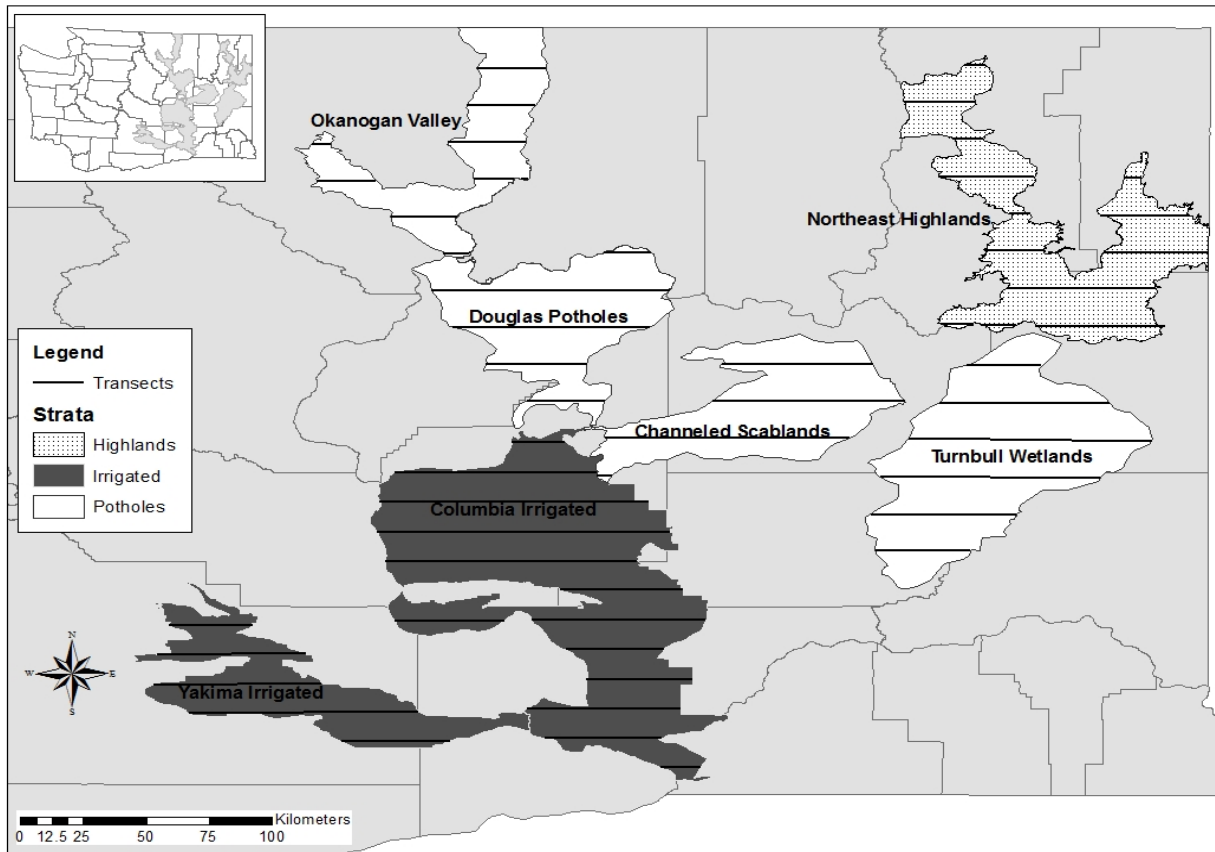 Okanogan Valley
Northeast Highlands
Douglas Potholes
Legend
Transects
Strata
Highlands
Irrigated
Potholes
Channeled Scablands
Turnbull Wetlands
Columbia Irrigated
Yakima Irrigated
N
W E
S
Kilometers
0 12.5 25 50 75 100